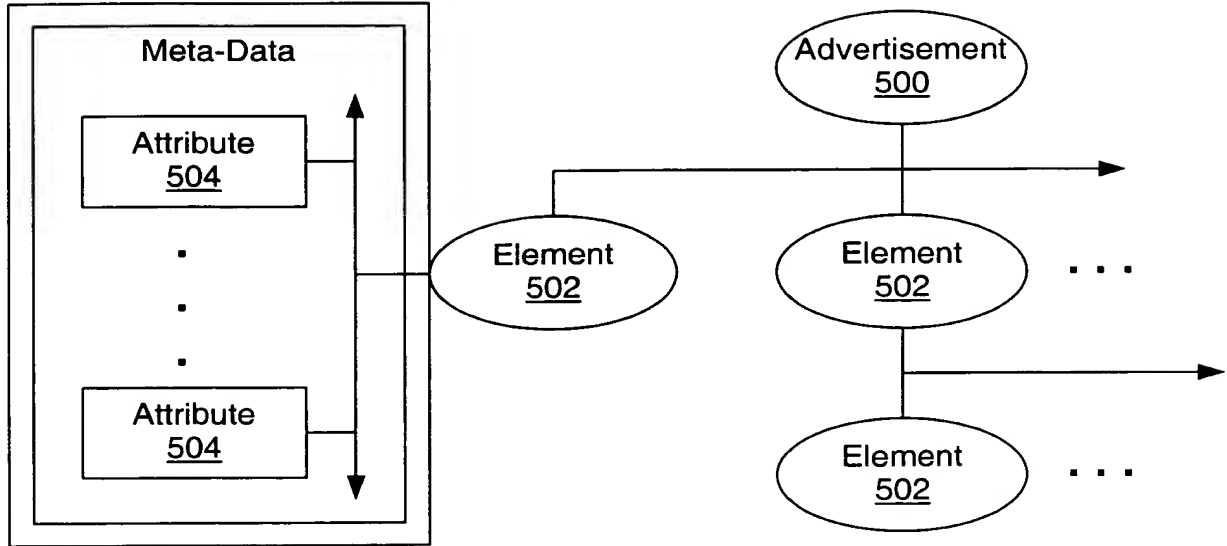 Meta-Data
Attribute
504
Attribute
504
Advertisement
500
Element
502
Element
502
Element
502